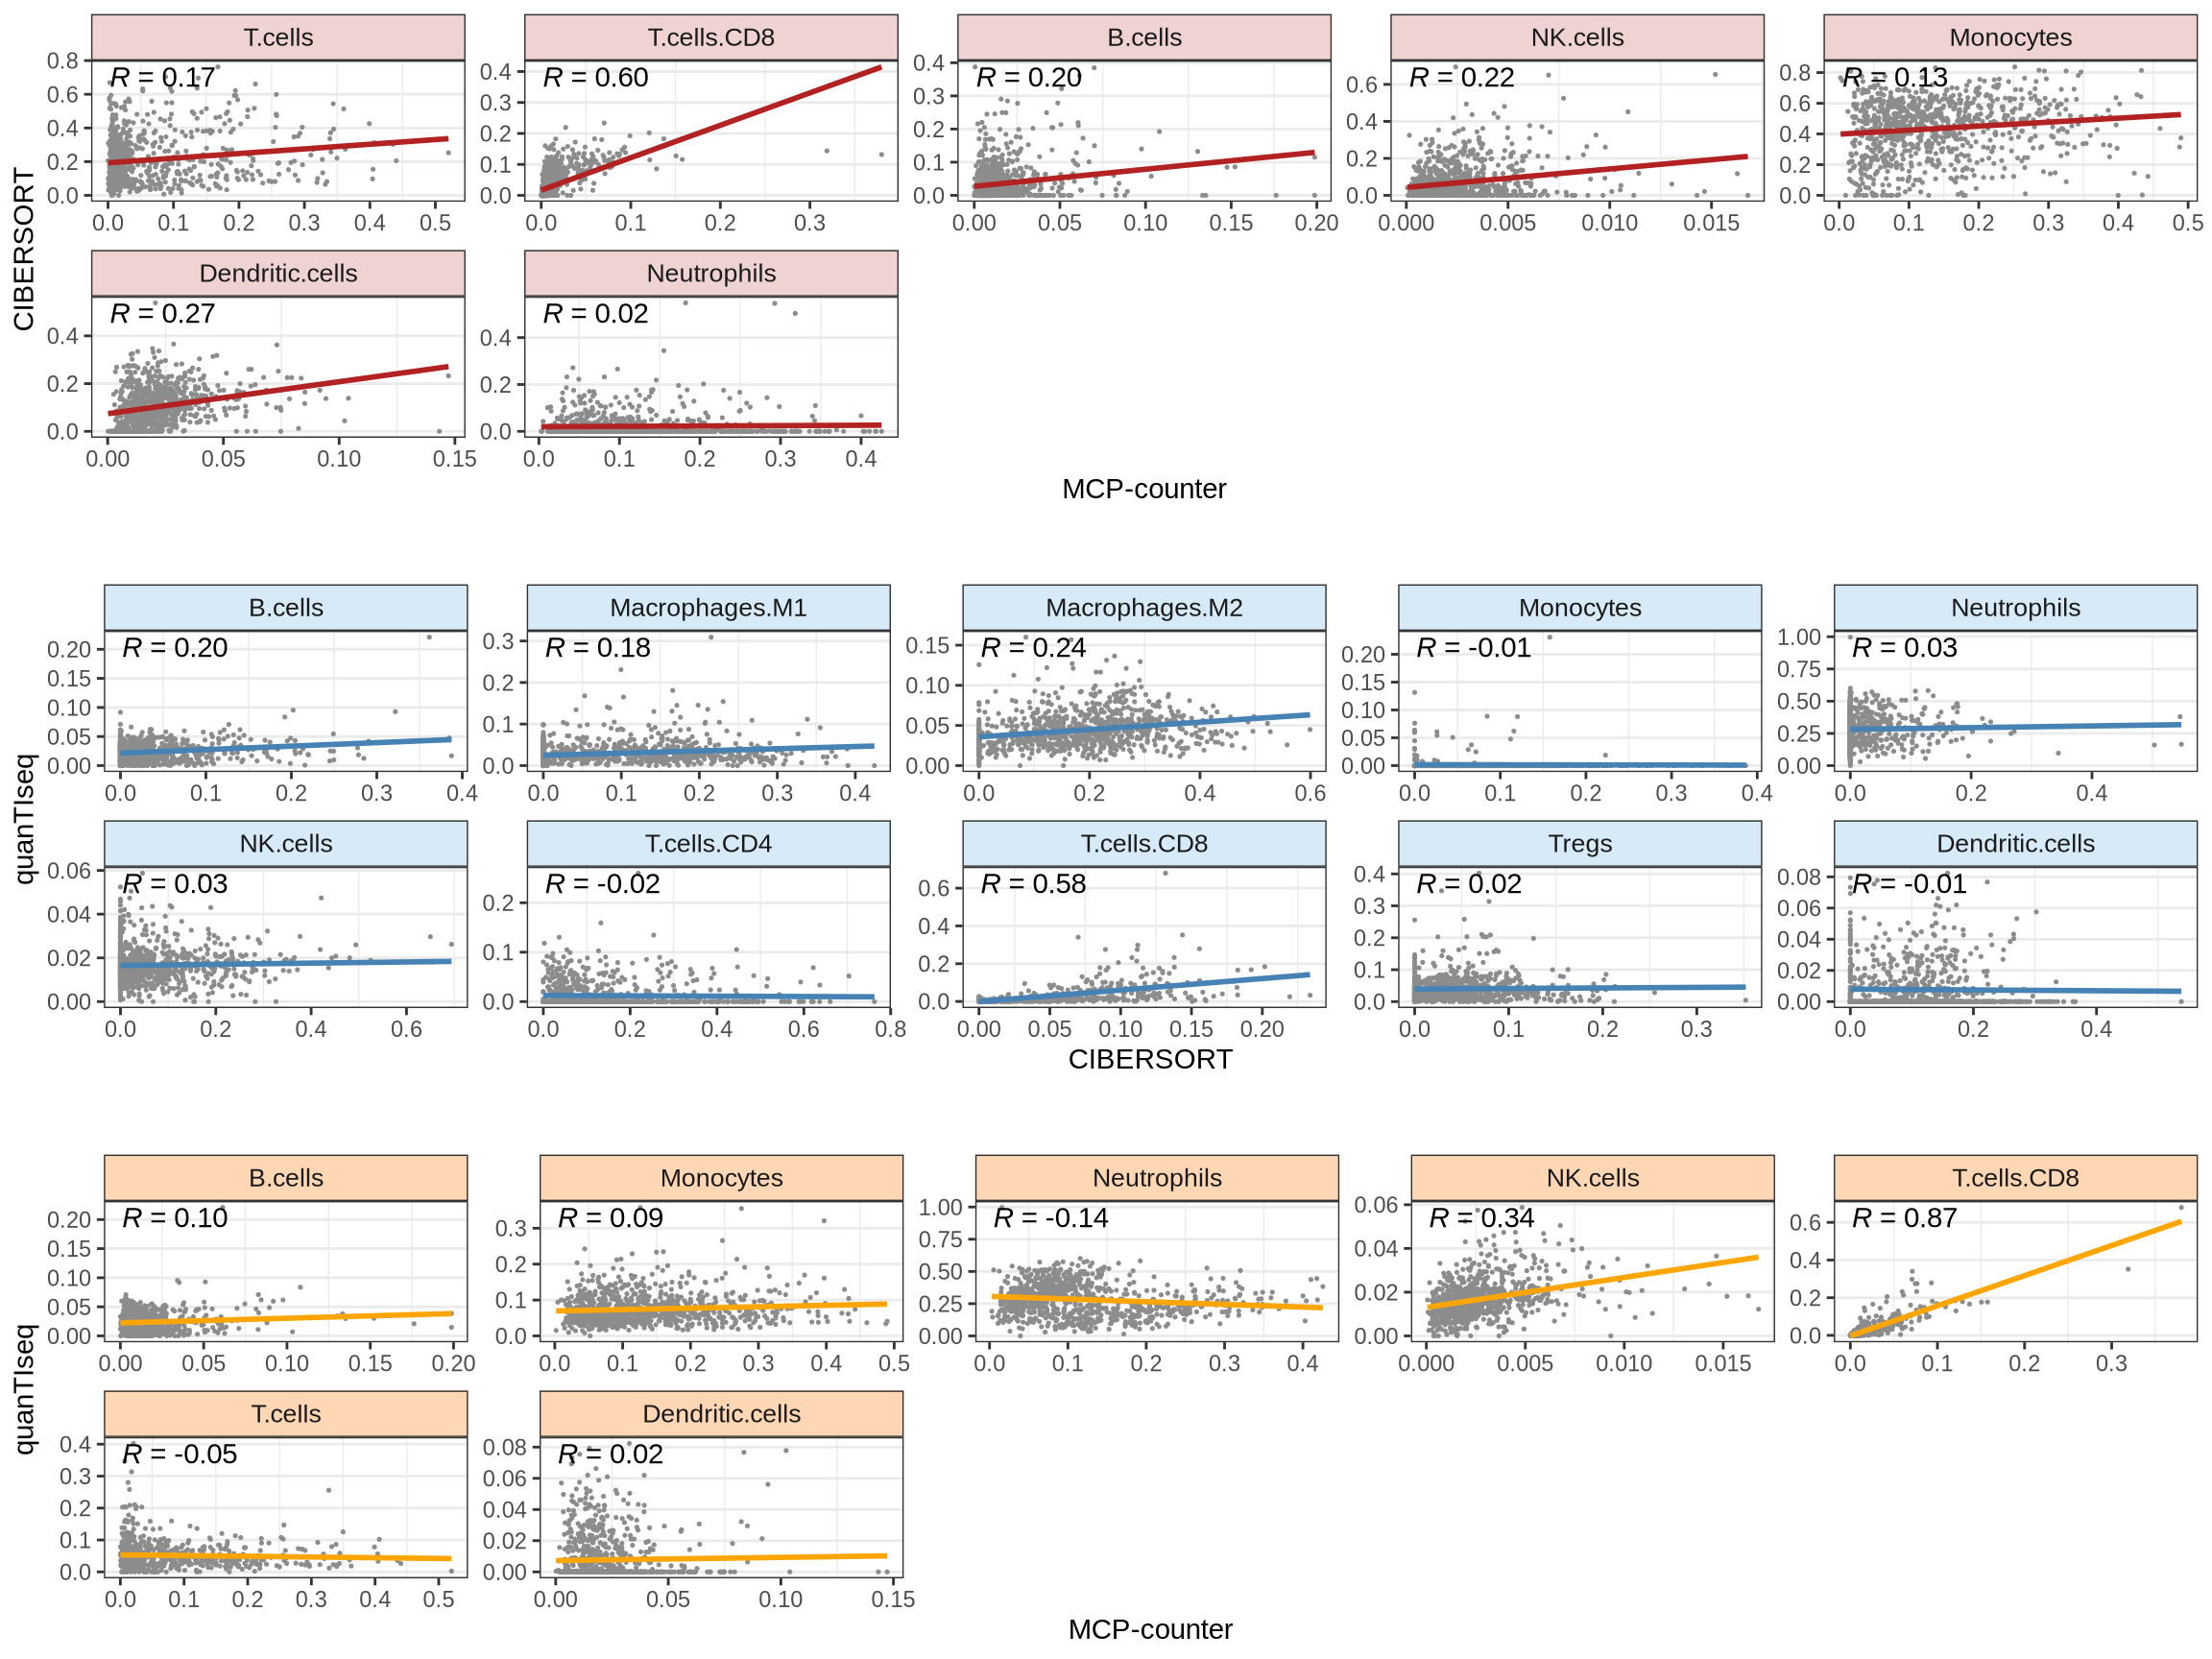 T.cells T.cells.CD8 B.cells NK.cells Monocytes
R = 0.17 R = 0.60 R = 0.20 R = 0.22 R = 0.13
0.8 0.6 0.4 0.2 0.0
0.4 0.3 0.2 0.1 0.0
0.4 0.3 0.2 0.1 0.0
0.6 0.4 0.2 0.0
0.8 0.6 0.4 0.2 0.0
0.0 0.1 0.2 0.3 0.4 0.5
0.0 0.1 0.2 0.3
0.00 0.05 0.10 0.15 0.20
0.000 0.005 0.010 0.015
0.0 0.1 0.2 0.3 0.4 0.5
CIBERSORT
Dendritic.cells Neutrophils
R = 0.27 R = 0.02
0.4 0.2 0.0
0.4 0.2 0.0
0.00 0.05 0.10 0.15
0.0 0.1 0.2 0.3 0.4
MCP-counter
B.cells Macrophages.M1 Macrophages.M2 Monocytes Neutrophils
R = 0.20 R = 0.18 R = 0.24 R = -0.01 R = 0.03
0.20 0.15 0.10 0.05 0.00
0.3 0.2 0.1 0.0
0.15 0.10 0.05 0.00
0.20 0.15 0.10 0.05 0.00
1.00 0.75 0.50 0.25 0.00
0.0 0.1 0.2 0.3 0.4
0.0 0.1 0.2 0.3 0.4
0.0 0.2 0.4 0.6
0.0 0.1 0.2 0.3 0.4
0.0 0.2 0.4
quanTIseq
NK.cells T.cells.CD4 T.cells.CD8 Tregs Dendritic.cells
R = 0.03 R = -0.02 R = 0.58 R = 0.02 R = -0.01
0.06 0.04 0.02 0.00
0.2 0.1 0.0
0.6 0.4 0.2 0.0
0.4 0.3 0.2 0.1 0.0
0.08 0.06 0.04 0.02 0.00
0.0 0.2 0.4 0.6
0.0 0.2 0.4 0.6 0.8
0.00 0.05 0.10 0.15 0.20
0.0 0.1 0.2 0.3
0.0 0.2 0.4
CIBERSORT
B.cells Monocytes Neutrophils NK.cells T.cells.CD8
R = 0.10 R = 0.09 R = -0.14 R = 0.34 R = 0.87
0.20 0.15 0.10 0.05 0.00
0.3 0.2 0.1 0.0
1.00 0.75 0.50 0.25 0.00
0.06 0.04 0.02 0.00
0.6 0.4 0.2 0.0
0.00 0.05 0.10 0.15 0.20
0.0 0.1 0.2 0.3 0.4 0.5
0.0 0.1 0.2 0.3 0.4
0.000 0.005 0.010 0.015
0.0 0.1 0.2 0.3
quanTIseq
T.cells Dendritic.cells
R = -0.05 R = 0.02
0.4 0.3 0.2 0.1 0.0
0.08 0.06 0.04 0.02 0.00
0.0 0.1 0.2 0.3 0.4 0.5
0.00 0.05 0.10 0.15
MCP-counter